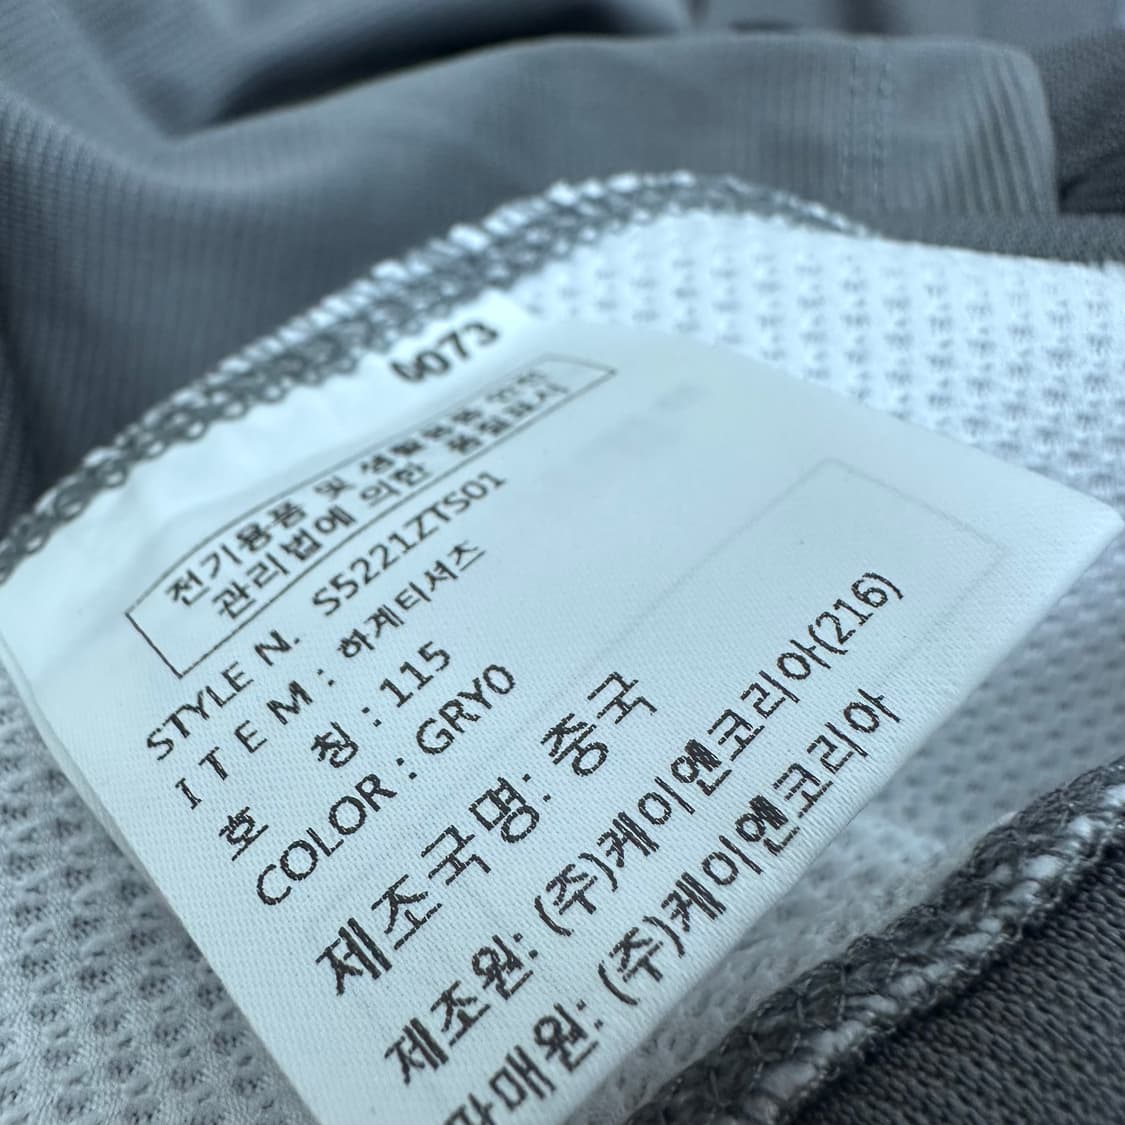 전기용품 및 생활용품 안전
관리법에 의한 품질표시
STYLE N. S5221ZTS01
ITEM : 하계티셔츠
호 칭 : 115
COLOR : GRY0
제조국명: 중국
제조원: (주)케이앤코리아(216)
판매원: (주)케이앤코리아